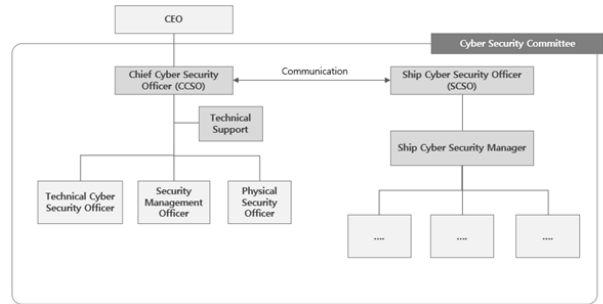 CEO
Cyber Security Committee
Chief Cyber Security
Officer (CCSO)
Communication
Ship Cyber Security Officer
(SCSO)
Technical
Support
Ship Cyber Security Manager
Technical Cyber
Security Officer
Security
Management
Officer
Physical
Security
Officer
....
....
....